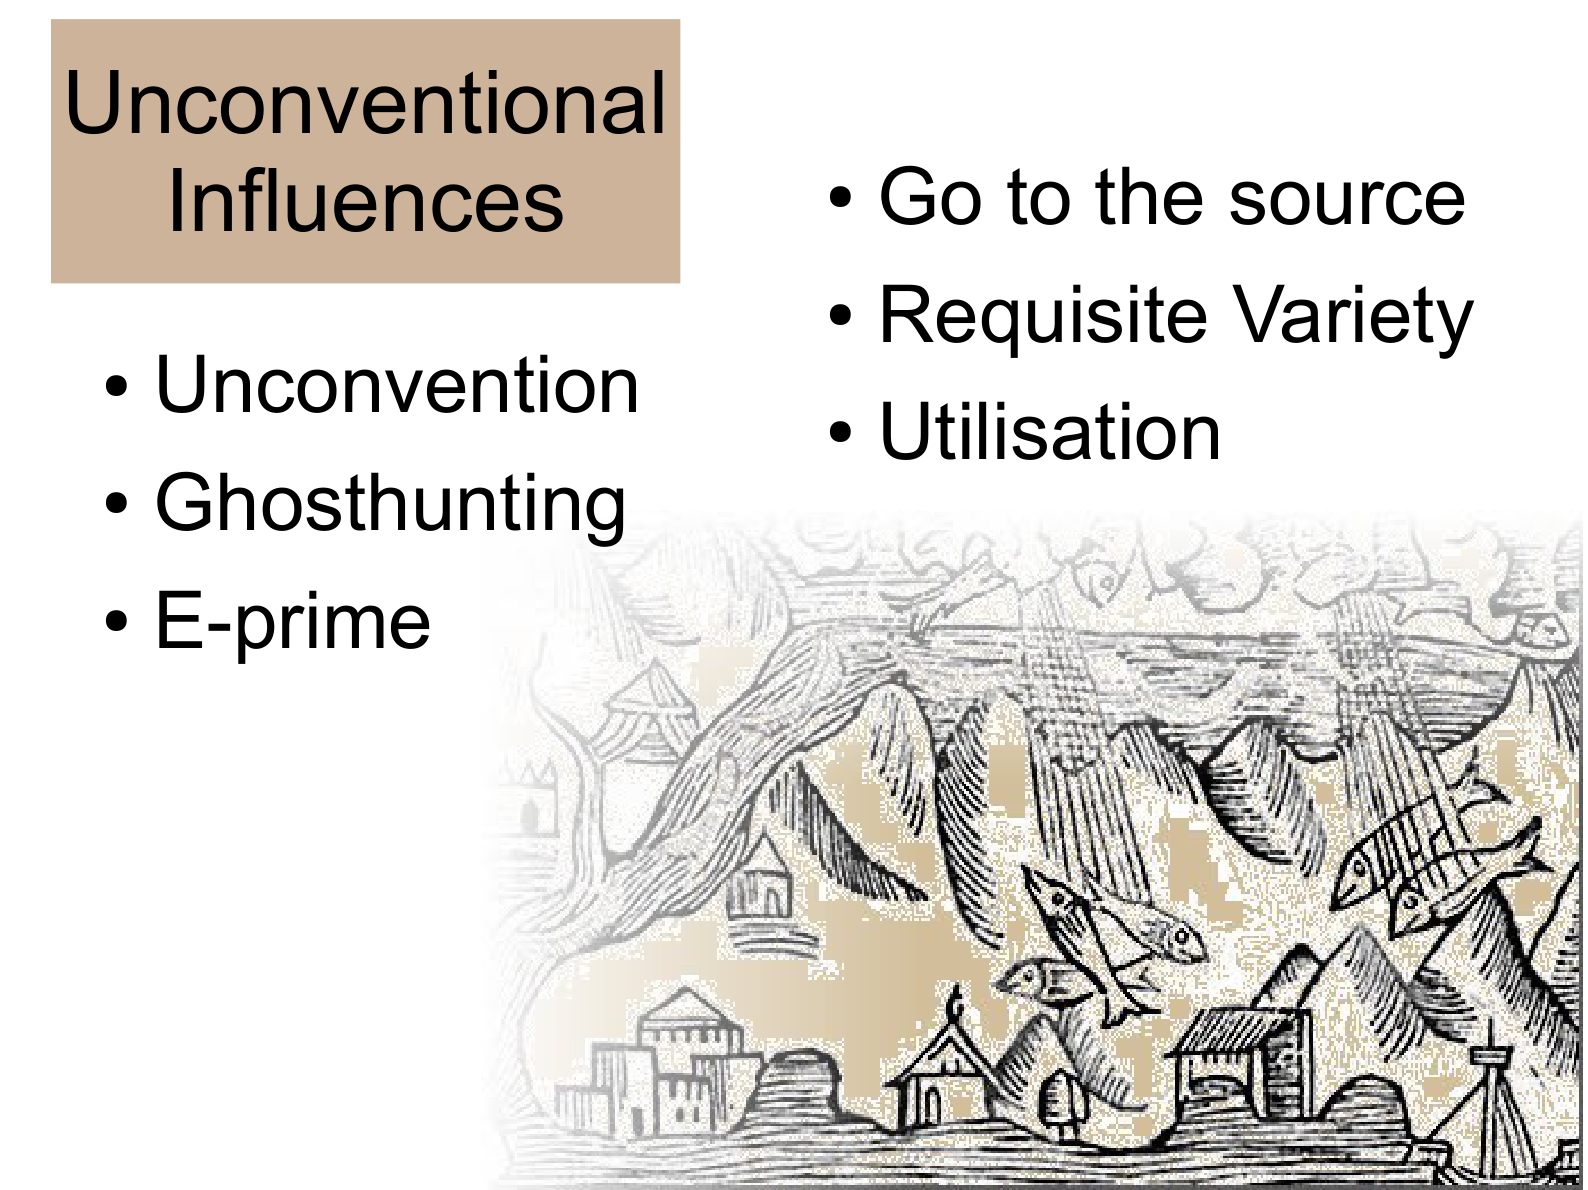 Unconventional
Influences
• Unconvention
• Ghosthunting
• E-prime
• Go to the source
• Requisite Variety
• Utilisation